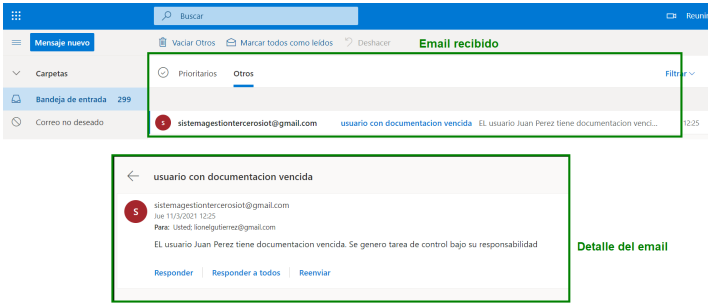 Buscar
Reunir
Mensaje nuevo
Vaciar Otros
Marcar todos como leídos
Deshacer
Email recibido
Carpetas
Prioritarios
Otros
Filtrar
Bandeja de entrada 299
Correo no deseado
S
sistemagestiontercerosiot@gmail.com usuario con documentacion vencida EL usuario Juan Perez tiene documentacion venci... 12:25
usuario con documentacion vencida
S
sistemagestiontercerosiot@gmail.com
Jue 11/3/2021 12:25
Para: Usted; lionelgutierrez@gmail.com
EL usuario Juan Perez tiene documentacion vencida. Se genero tarea de control bajo su responsabilidad
Detalle del email
Responder Responder a todos Reenviar